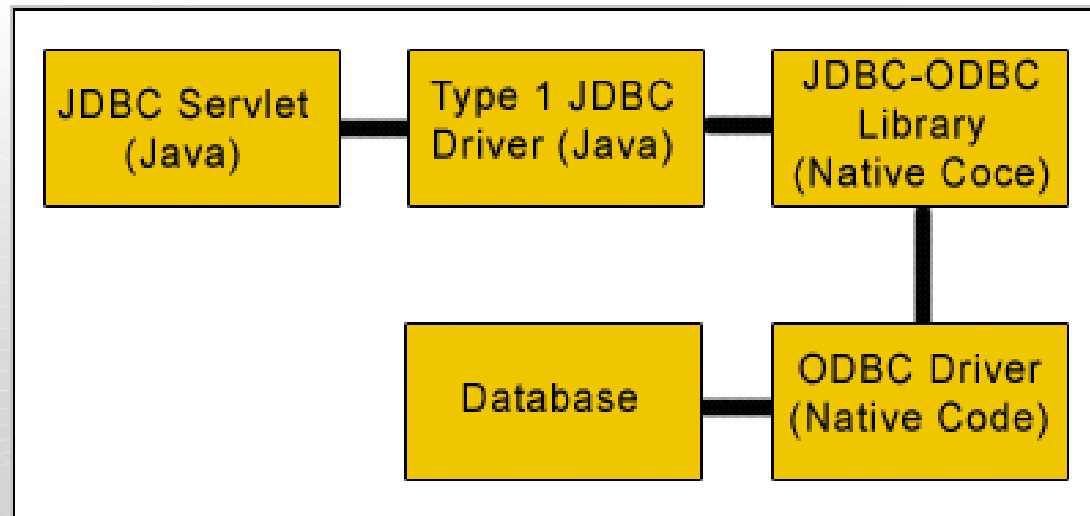 JDBC Servlet
(Java)
Type 1 JDBC
Driver (Java)
JDBC-ODBC
Library
(Native Coce)
Database
ODBC Driver
(Native Code)